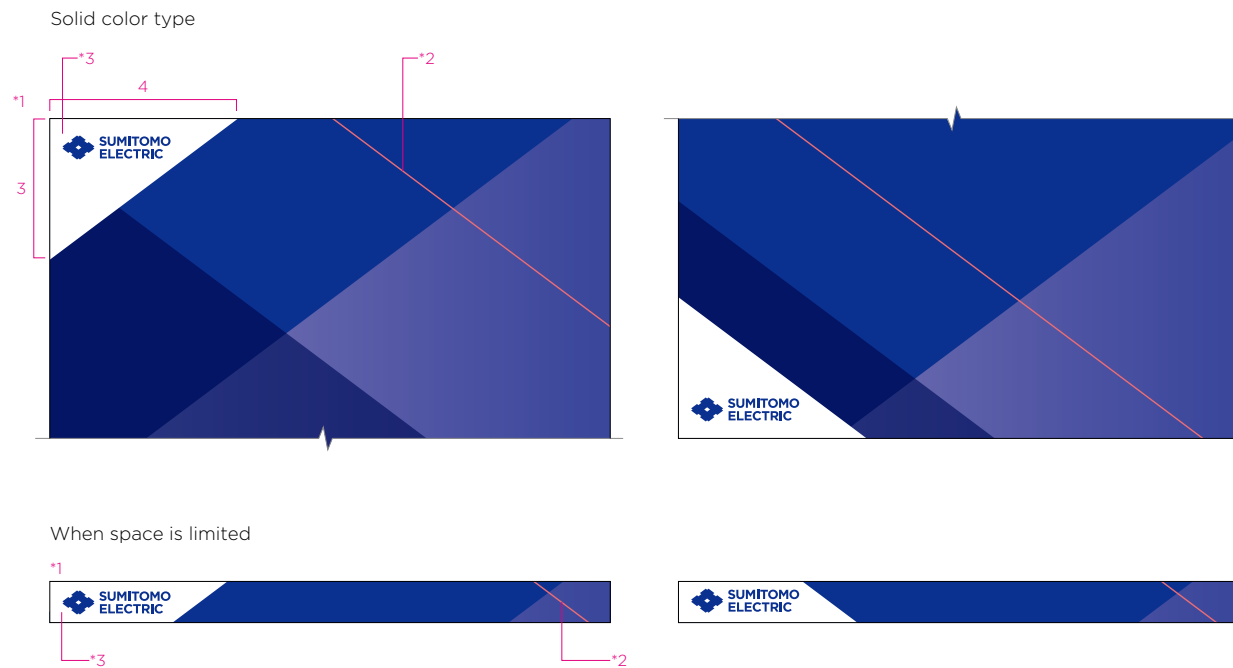 Solid color type
*3
*2
4
*1
3
SUMITOMO
ELECTRIC
SUMITOMO
ELECTRIC
When space is limited
*1
SUMITOMO
ELECTRIC
SUMITOMO
ELECTRIC
*3
*2